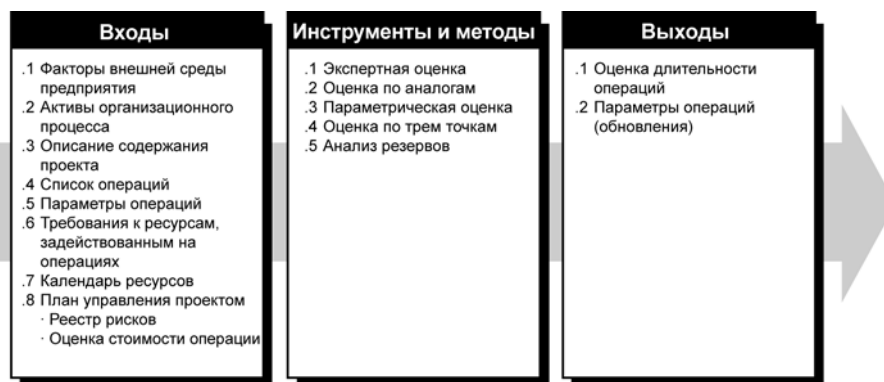 Входы
.1 Факторы внешней среды
предприятия
.2 Активы организационного
процесса
.3 Описание содержания
проекта
.4 Список операций
.5 Параметры операций
.6 Требования к ресурсам,
задействованным на
операциях
.7 Календарь ресурсов
.8 План управления проектом
· Реестр рисков
· Оценка стоимости операции
Инструменты и методы
.1 Экспертная оценка
.2 Оценка по аналогам
.3 Параметрическая оценка
.4 Оценка по трем точкам
.5 Анализ резервов
Выходы
.1 Оценка длительности
операций
.2 Параметры операций
(обновления)